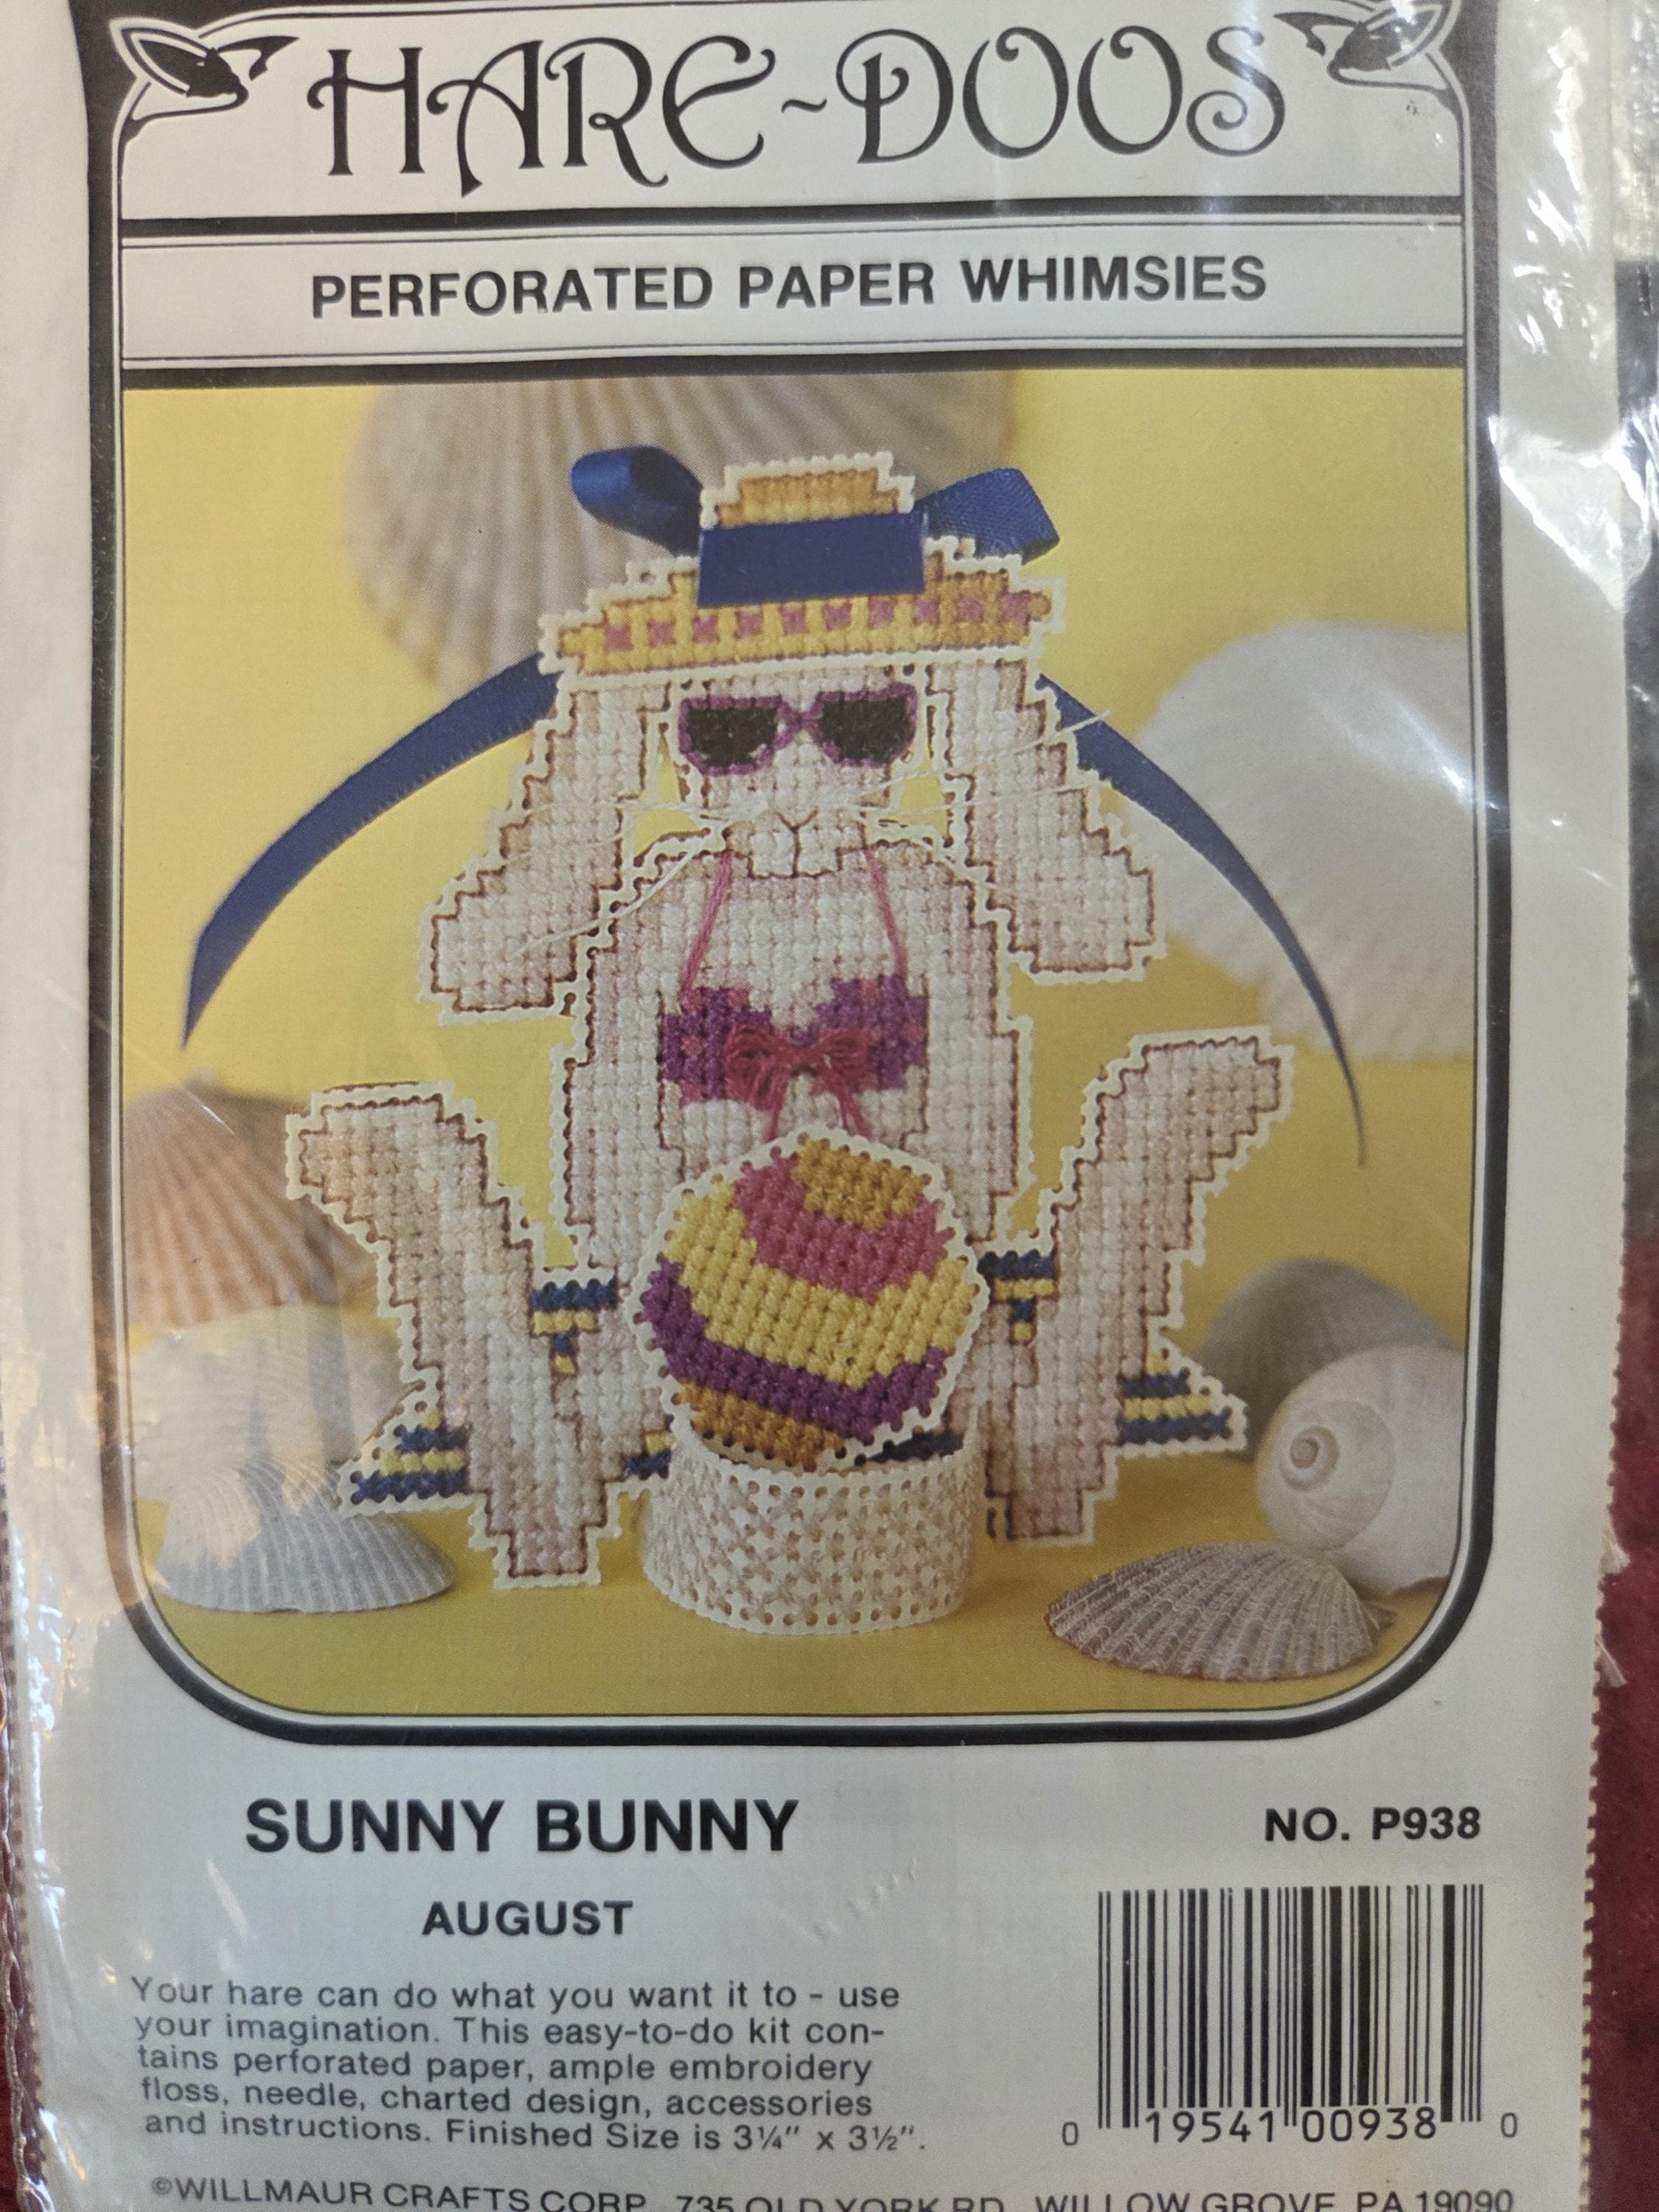 HARE-DOOS
PERFORATED PAPER WHIMSIES
SUNNY BUNNY
NO. P938
AUGUST
Your hare can do what you want it to - use
your imagination. This easy-to-do kit con-
tains perforated paper, ample embroidery
floss, needle, charted design, accessories
and instructions. Finished Size is 3¼" x 3½".
0 19541 00938 0
©WILLMAUR CRAFTS CORP. 735 OLD YORK RD. WILLOW GROVE, PA 19090